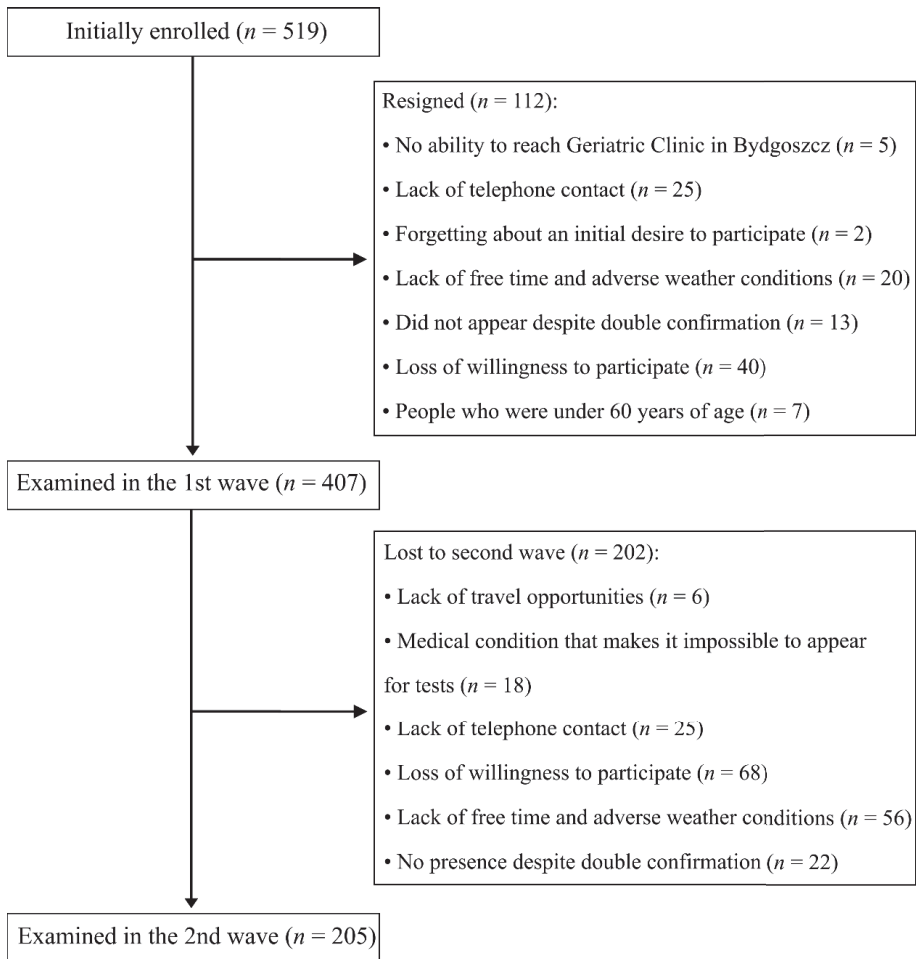 Initially enrolled (n = 519)
Resigned (n = 112):
• No ability to reach Geriatric Clinic in Bydgoszcz (n = 5)
• Lack of telephone contact (n = 25)
• Forgetting about an initial desire to participate (n = 2)
• Lack of free time and adverse weather conditions (n = 20)
• Did not appear despite double confirmation (n = 13)
• Loss of willingness to participate (n = 40)
• People who were under 60 years of age (n = 7)
Examined in the 1st wave (n = 407)
Lost to second wave (n = 202):
• Lack of travel opportunities (n = 6)
• Medical condition that makes it impossible to appear
for tests (n = 18)
• Lack of telephone contact (n = 25)
• Loss of willingness to participate (n = 68)
• Lack of free time and adverse weather conditions (n = 56)
• No presence despite double confirmation (n = 22)
Examined in the 2nd wave (n = 205)